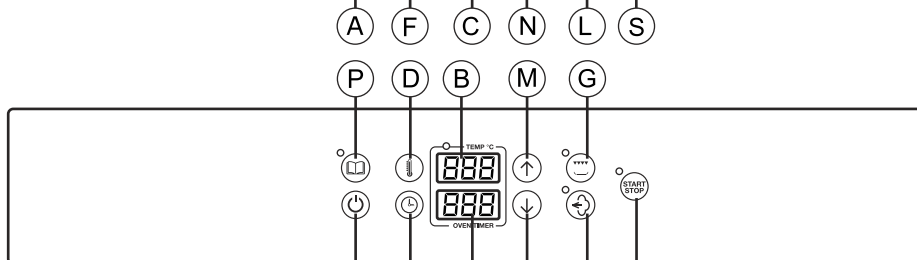 A F C N L S
P D B M G
TEMP °C
888
START
STOP
888
OVEN TIMER